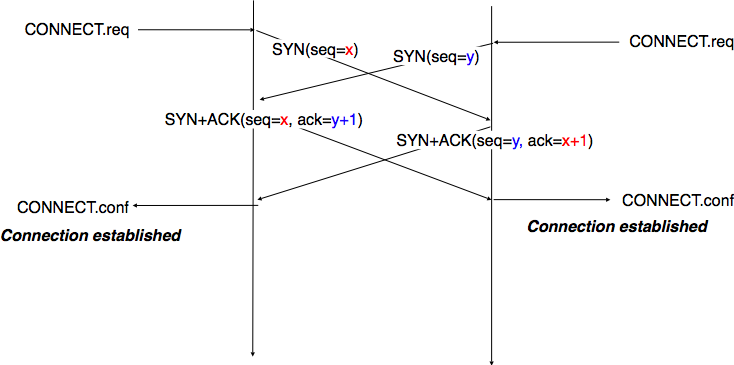 CONNECT.req
SYN(seq=x)
SYN(seq=y)
CONNECT.req
SYN+ACK(seq=x, ack=y+1)
SYN+ACK(seq=y, ack=x+1)
CONNECT.conf
Connection established
CONNECT.conf
Connection established